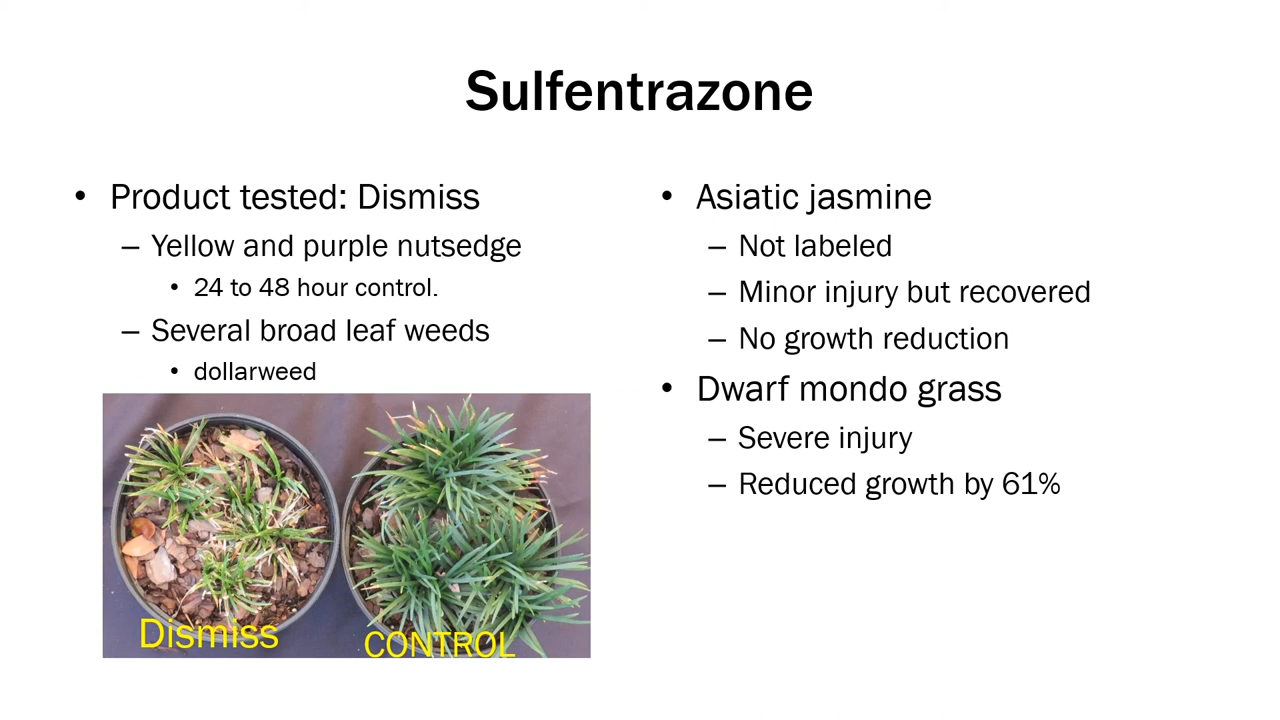 Sulfentrazone
• Product tested: Dismiss
– Yellow and purple nutsedge
• 24 to 48 hour control.
– Several broad leaf weeds
• dollarweed
Dismiss
CONTROL
• Asiatic jasmine
– Not labeled
– Minor injury but recovered
– No growth reduction
• Dwarf mondo grass
– Severe injury
– Reduced growth by 61%